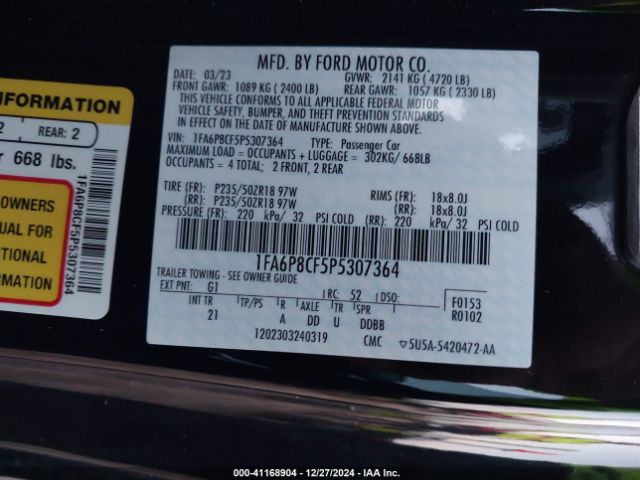 MFD. BY FORD MOTOR CO.
DATE: 03/23 GVWR: 2141 KG ( 4720 LB)
FRONT GAWR: 1089 KG ( 2400 LB) REAR GAWR: 1057 KG ( 2330 LB)
THIS VEHICLE CONFORMS TO ALL APPLICABLE FEDERAL MOTOR
VEHICLE SAFETY, BUMPER, AND THEFT PREVENTION STANDARDS
IN EFFECT ON THE DATE OF MANUFACTURE SHOWN ABOVE.
VIN: 1FA6P8CF5P5307364 TYPE: Passenger Car
MAXIMUM LOAD = OCCUPANTS + LUGGAGE = 302KG/ 668LB
OCCUPANTS = 4 TOTAL; 2 FRONT, 2 REAR
TIRE (FR): P235/50ZR18 97W RIMS (FR): 18x8.0J
(RR): P235/50ZR18 97W (RR): 18x8.0J
PRESSURE (FR): 220 kPa/ 32 PSI COLD (RR): 220 kPa/ 32 PSI COLD
1FA6P8CF5P5307364
TRAILER TOWING - SEE OWNER GUIDE
EXT PNT: G1 RC: 52 DSO: F0153
INT TR TP/PS R AXLE TR SPR R0102
21 A DD U DDBB
1202303240319 CMC 5U5A-5420472-AA
INFORMATION
2 REAR: 2
r 668 lbs.
OWNERS
UAL FOR
TIONAL
MATION
1FA6P8CF5P5307364
000-41168904 / 12/27/2024 - IAA Inc.